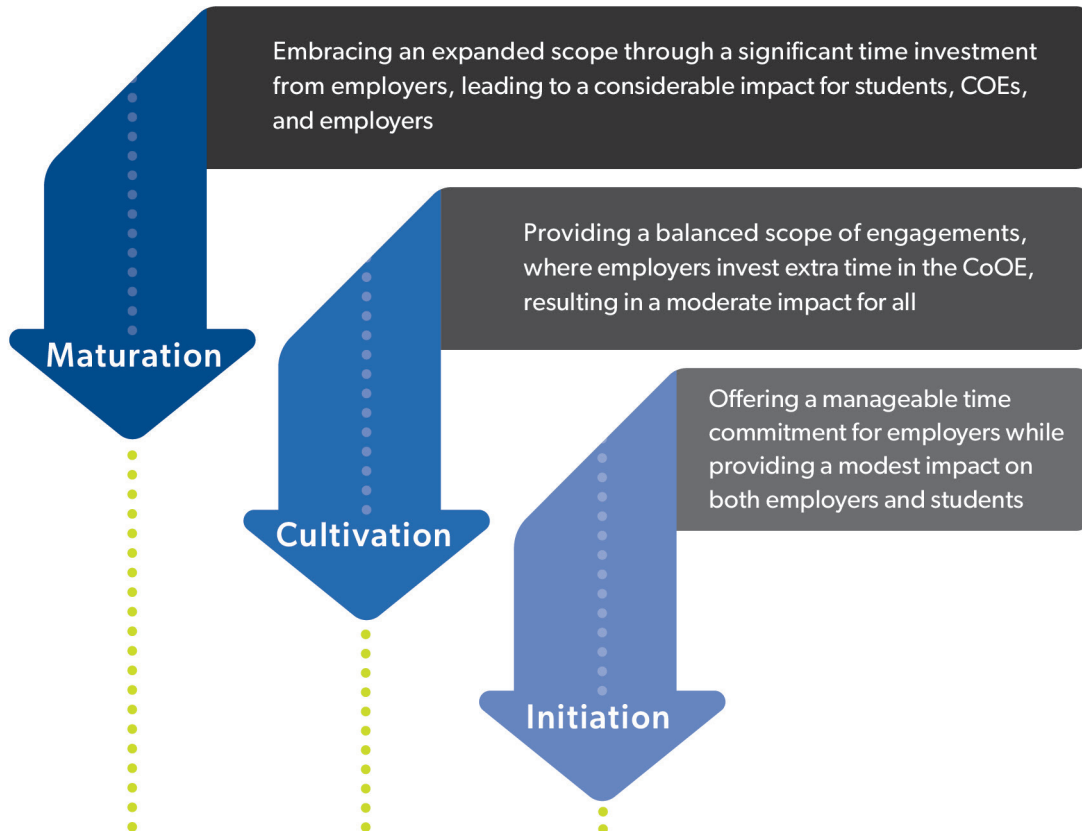 Embracing an expanded scope through a significant time investment
from employers, leading to a considerable impact for students, COEs,
and employers
Maturation
Providing a balanced scope of engagements,
where employers invest extra time in the CoOE,
resulting in a moderate impact for all
Cultivation
Offering a manageable time
commitment for employers while
providing a modest impact on
both employers and students
Initiation